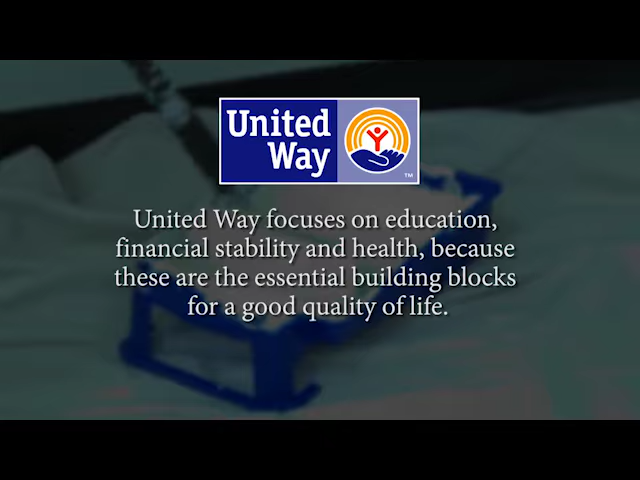 United
Way
™
United Way focuses on education,
financial stability and health, because
these are the essential building blocks
for a good quality of life.